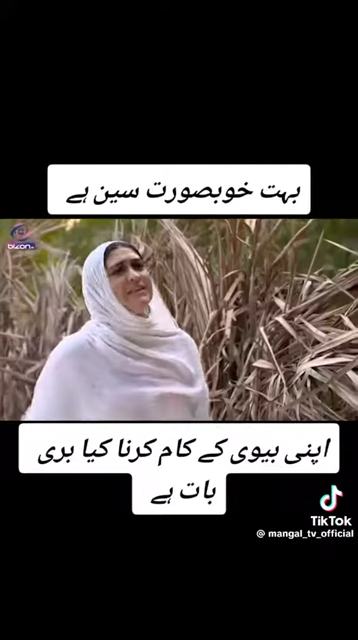 بہت خوبصورت سین ہے
اپنی بیوی کے کام کرنا کیا بری
بات ہے
TikTok
@ mangal_tv_official